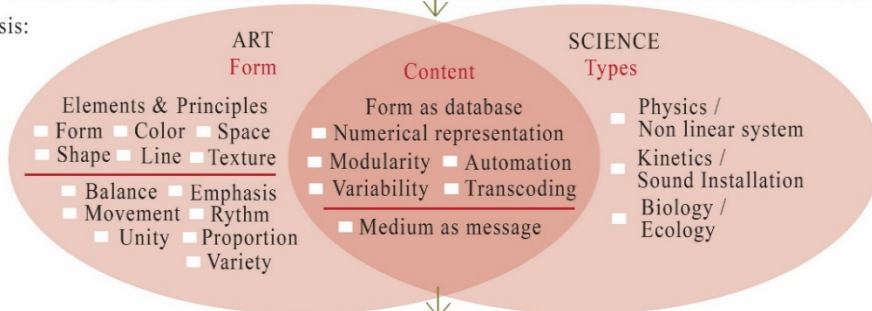 sis:
ART
Form
Elements & Principles
Form Color Space
Shape Line Texture
Balance Emphasis
Movement Rythm
Unity Proportion
Variety
Content
Form as database
Numerical representation
Modularity Automation
Variability Transcoding
Medium as message
SCIENCE
Types
Physics /
Non linear system
Kinetics /
Sound Installation
Biology /
Ecology